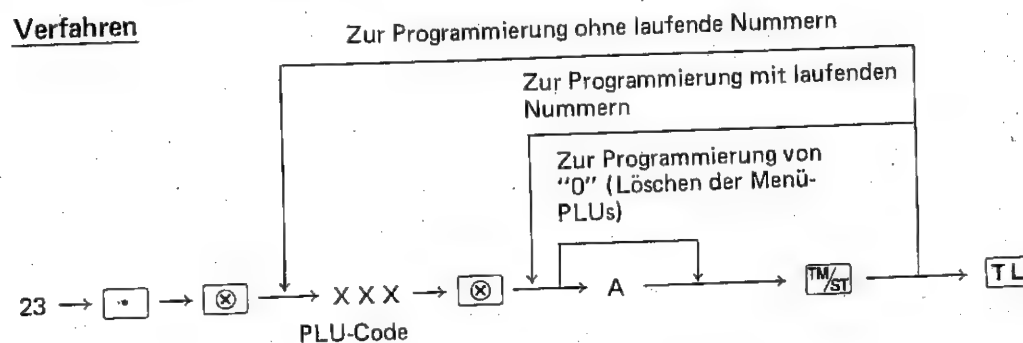 Verfahren
Zur Programmierung ohne laufende Nummern
Zur Programmierung mit laufenden
Nummern
Zur Programmierung von
"0" (Löschen der Menü-
PLUs)
23 → [·] → [⊗] → XXX → [⊗] → A → [TM/ST] → [TL
PLU-Code